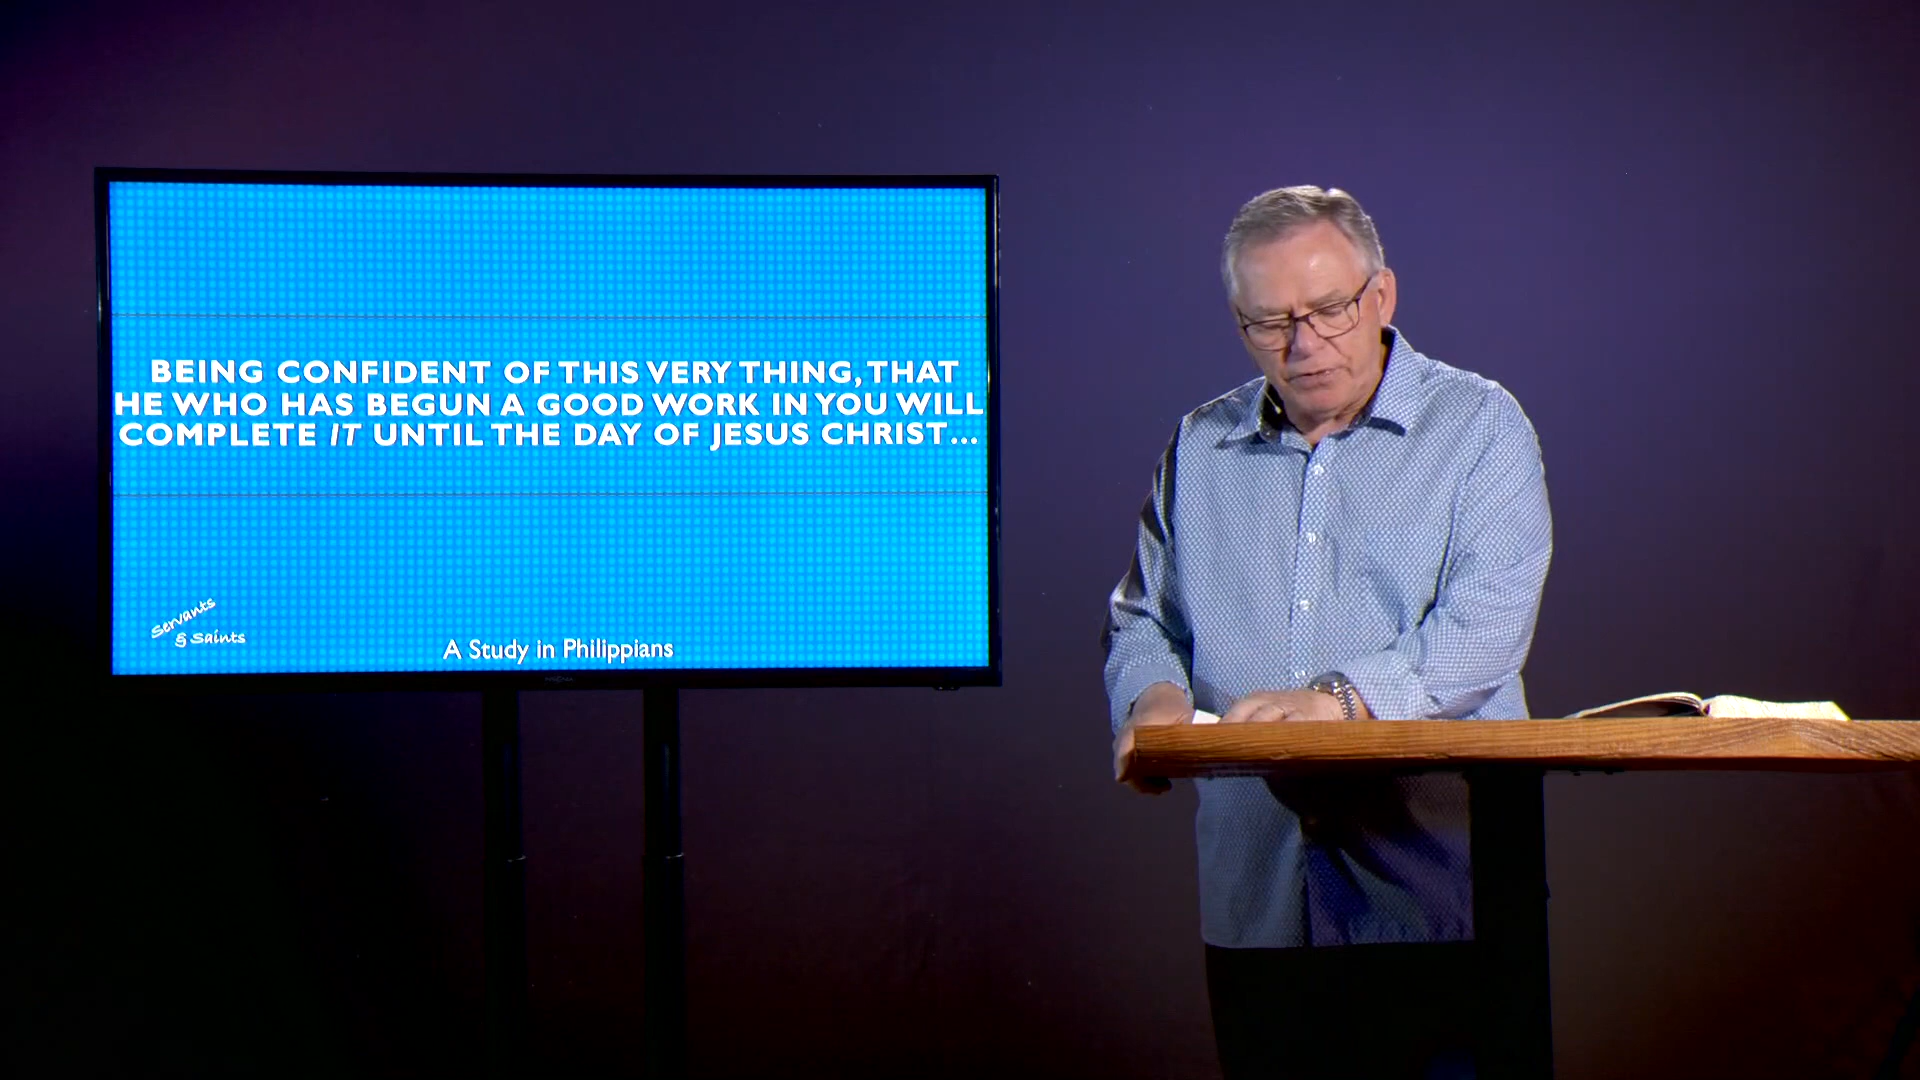 BEING CONFIDENT OF THIS VERY THING, THAT
HE WHO HAS BEGUN A GOOD WORK IN YOU WILL
COMPLETE IT UNTIL THE DAY OF JESUS CHRIST...
Servants
& Saints
A Study in Philippians